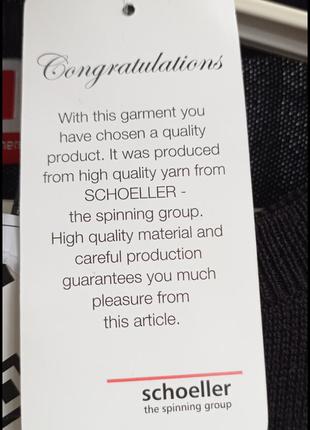 Congratulations
With this garment you
have chosen a quality
product. It was produced
from high quality yarn from
SCHOELLER -
the spinning group.
High quality material and
careful production
guarantees you much
pleasure from
this article.
schoeller
the spinning group